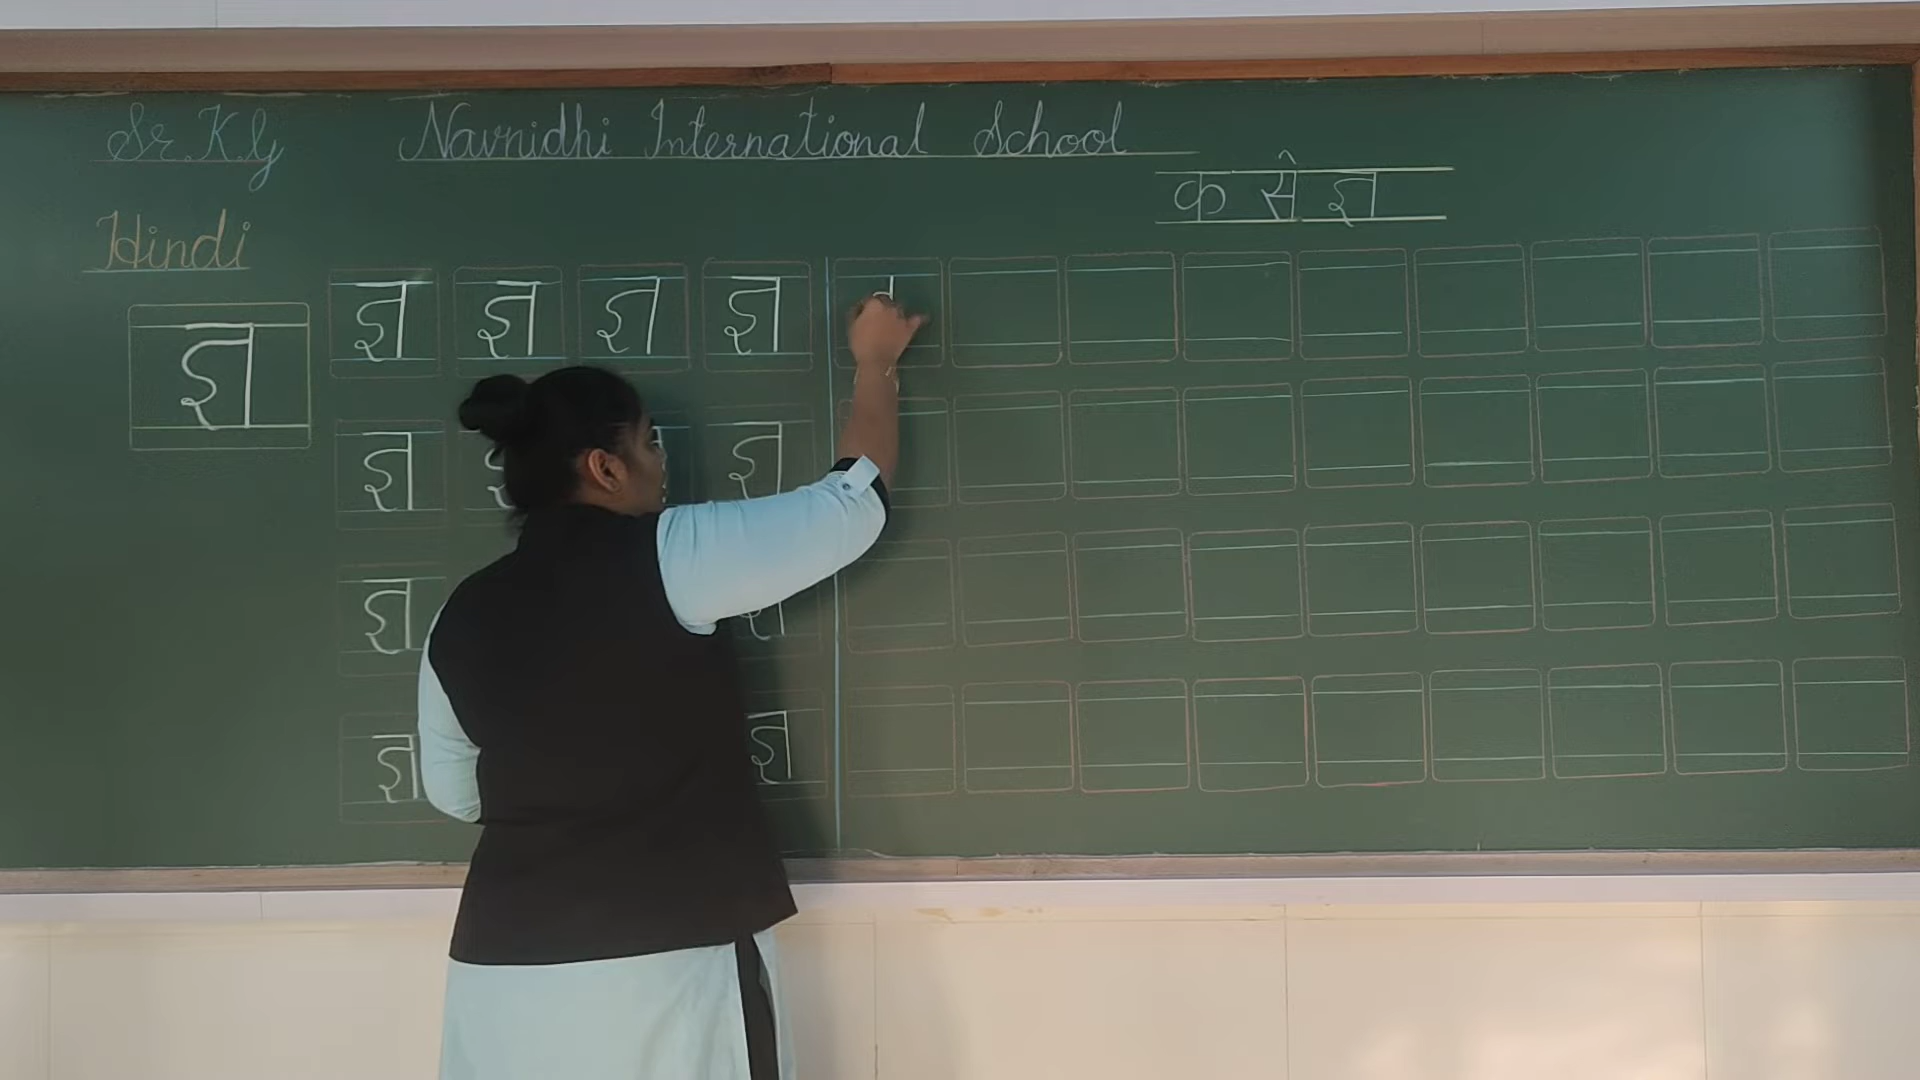 Sr. K.G Navnidhi International School
क से ज्ञ
Hindi
ज्ञ ज्ञ ज्ञ ज्ञ ज्ञ
ज्ञ ज्ञ
ज्ञ ज्ञ
ज्ञ ज्ञ